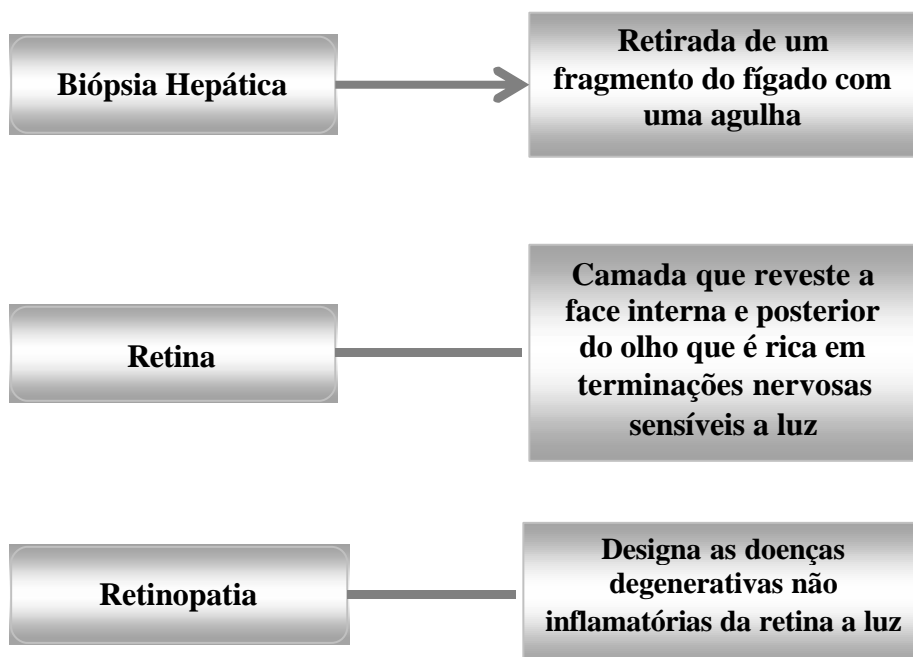 Biópsia Hepática
Retirada de um
fragmento do fígado com
uma agulha
Retina
Camada que reveste a
face interna e posterior
do olho que é rica em
terminações nervosas
sensíveis a luz
Retinopatia
Designa as doenças
degenerativas não
inflamatórias da retina a luz